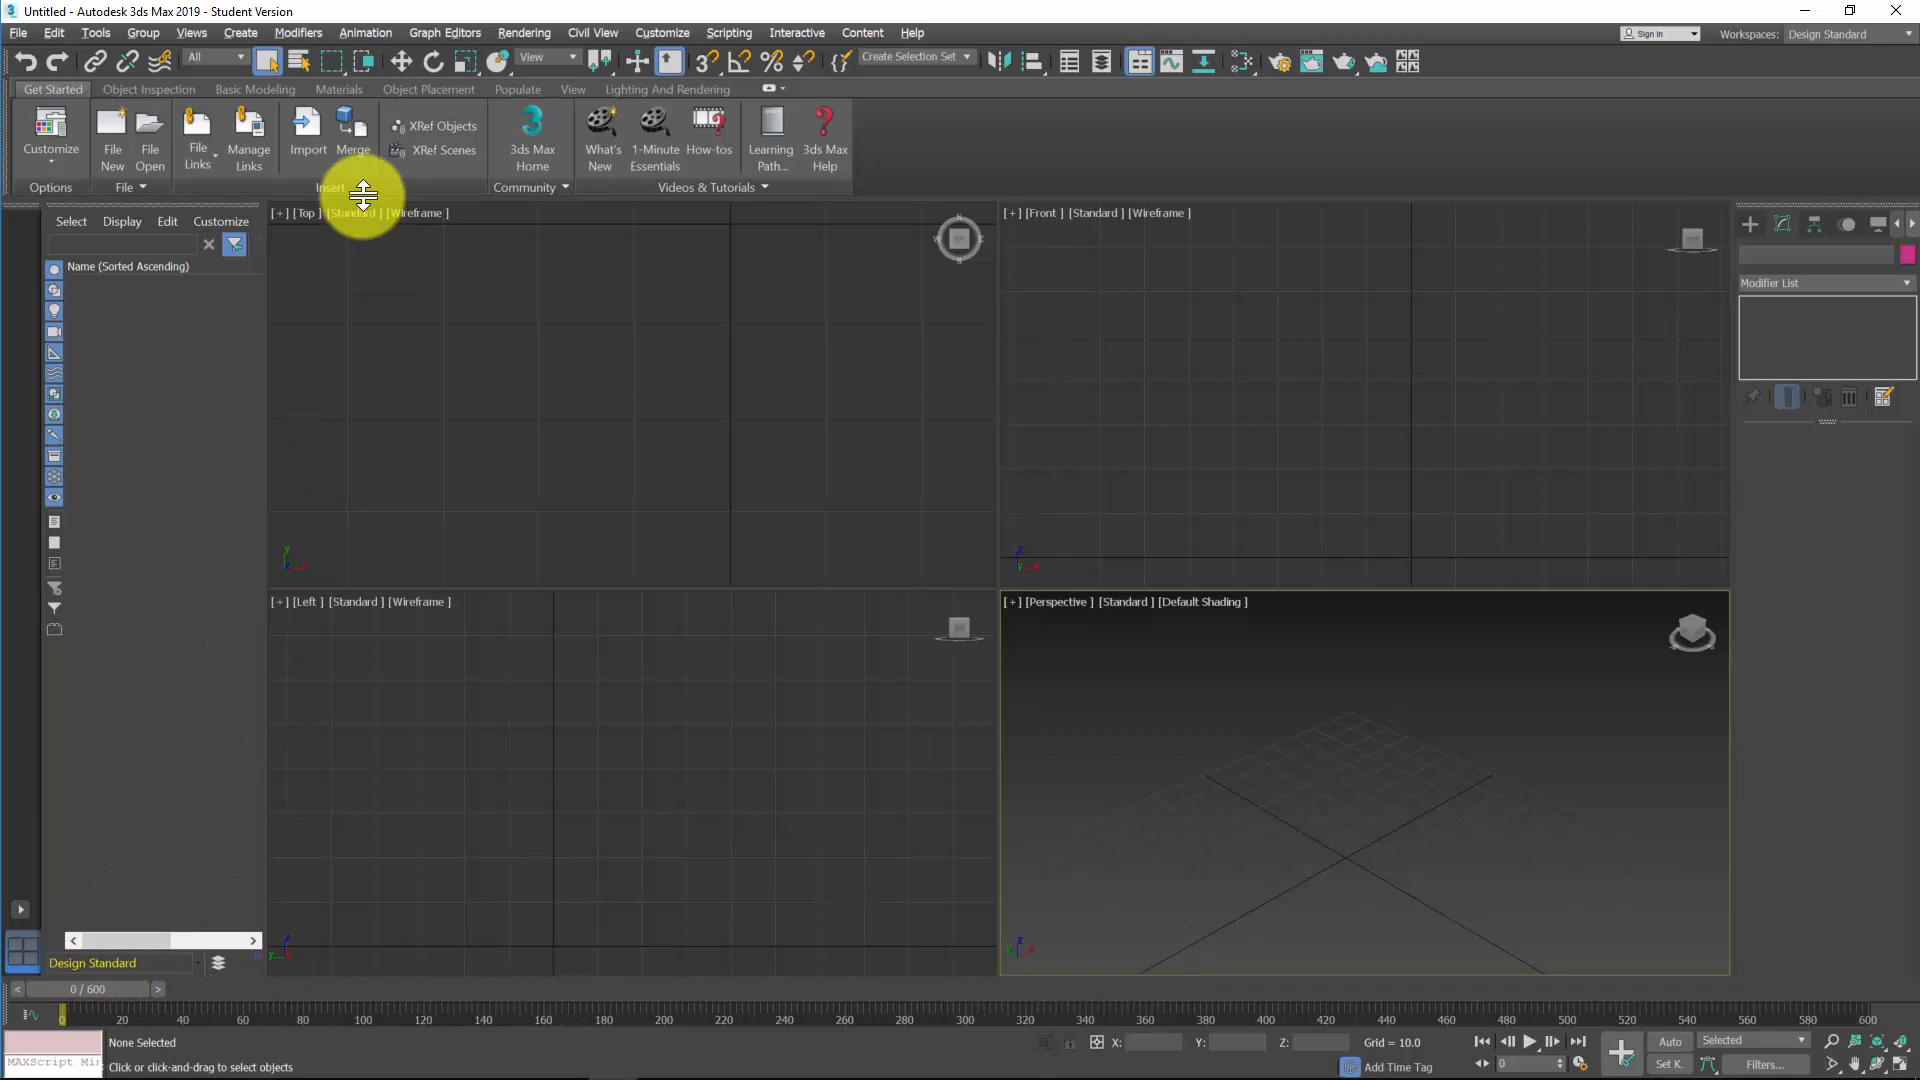 Untitled - Autodesk 3ds Max 2019 - Student Version
File Edit Tools Group Views Create Modifiers Animation Graph Editors Rendering Civil View Customize Scripting Interactive Content Help
Sign In Workspaces: Design Standard
All View Create Selection Set
Get Started Object Inspection Basic Modeling Materials Object Placement Populate View Lighting And Rendering
Customize
File New
File Open
File Links
Manage Links
Import
Merge
XRef Objects
XRef Scenes
3ds Max Home
What's New
1-Minute Essentials
How-tos
Learning Path...
3ds Max Help
Options File Insert Community Videos & Tutorials
Select Display Edit Customize
Name (Sorted Ascending)
[+] [Top ] [Standard ] [Wireframe ]
N
W E
S
[+] [Front ] [Standard ] [Wireframe ]
Modifier List
y
z x
z
y x
[+] [Left ] [Standard ] [Wireframe ]
[+] [Perspective ] [Standard ] [Default Shading ]
z
y
z
y x
Design Standard
< 0 / 600 >
0 20 40 60 80 100 120 140 160 180 200 220 240 260 280 300 320 340 360 380 400 420 440 460 480 500 520 540 560 580 600
None Selected
X: Y: Z: Grid = 10.0
Auto Selected
MAXScript Mi
Click or click-and-drag to select objects
Add Time Tag
0
Set K. Filters...